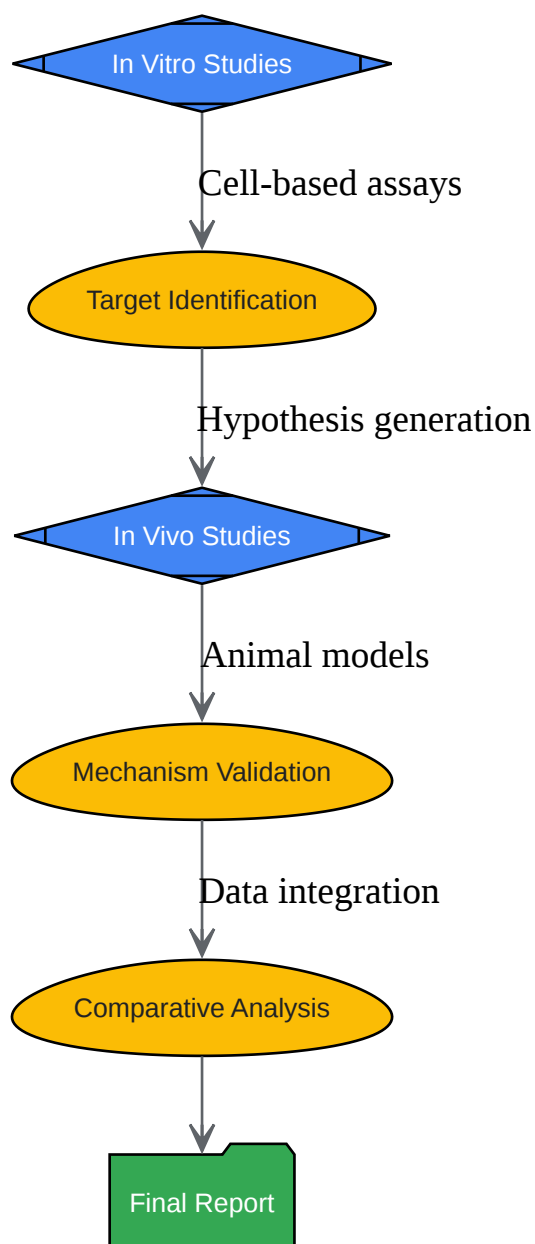 In Vitro Studies
Cell-based assays
Target Identification
Hypothesis generation
In Vivo Studies
Animal models
Mechanism Validation
Data integration
Comparative Analysis
Final Report